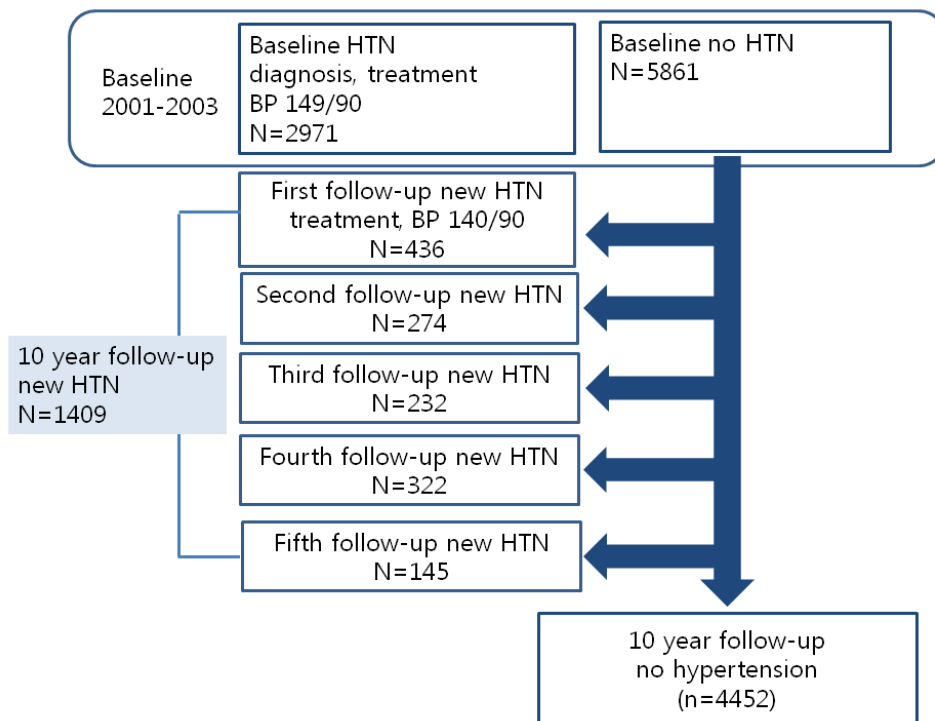 Baseline
2001-2003
Baseline HTN
diagnosis, treatment
BP 149/90
N=2971
Baseline no HTN
N=5861
First follow-up new HTN
treatment, BP 140/90
N=436
Second follow-up new HTN
N=274
10 year follow-up
new HTN
N=1409
Third follow-up new HTN
N=232
Fourth follow-up new HTN
N=322
Fifth follow-up new HTN
N=145
10 year follow-up
no hypertension
(n=4452)